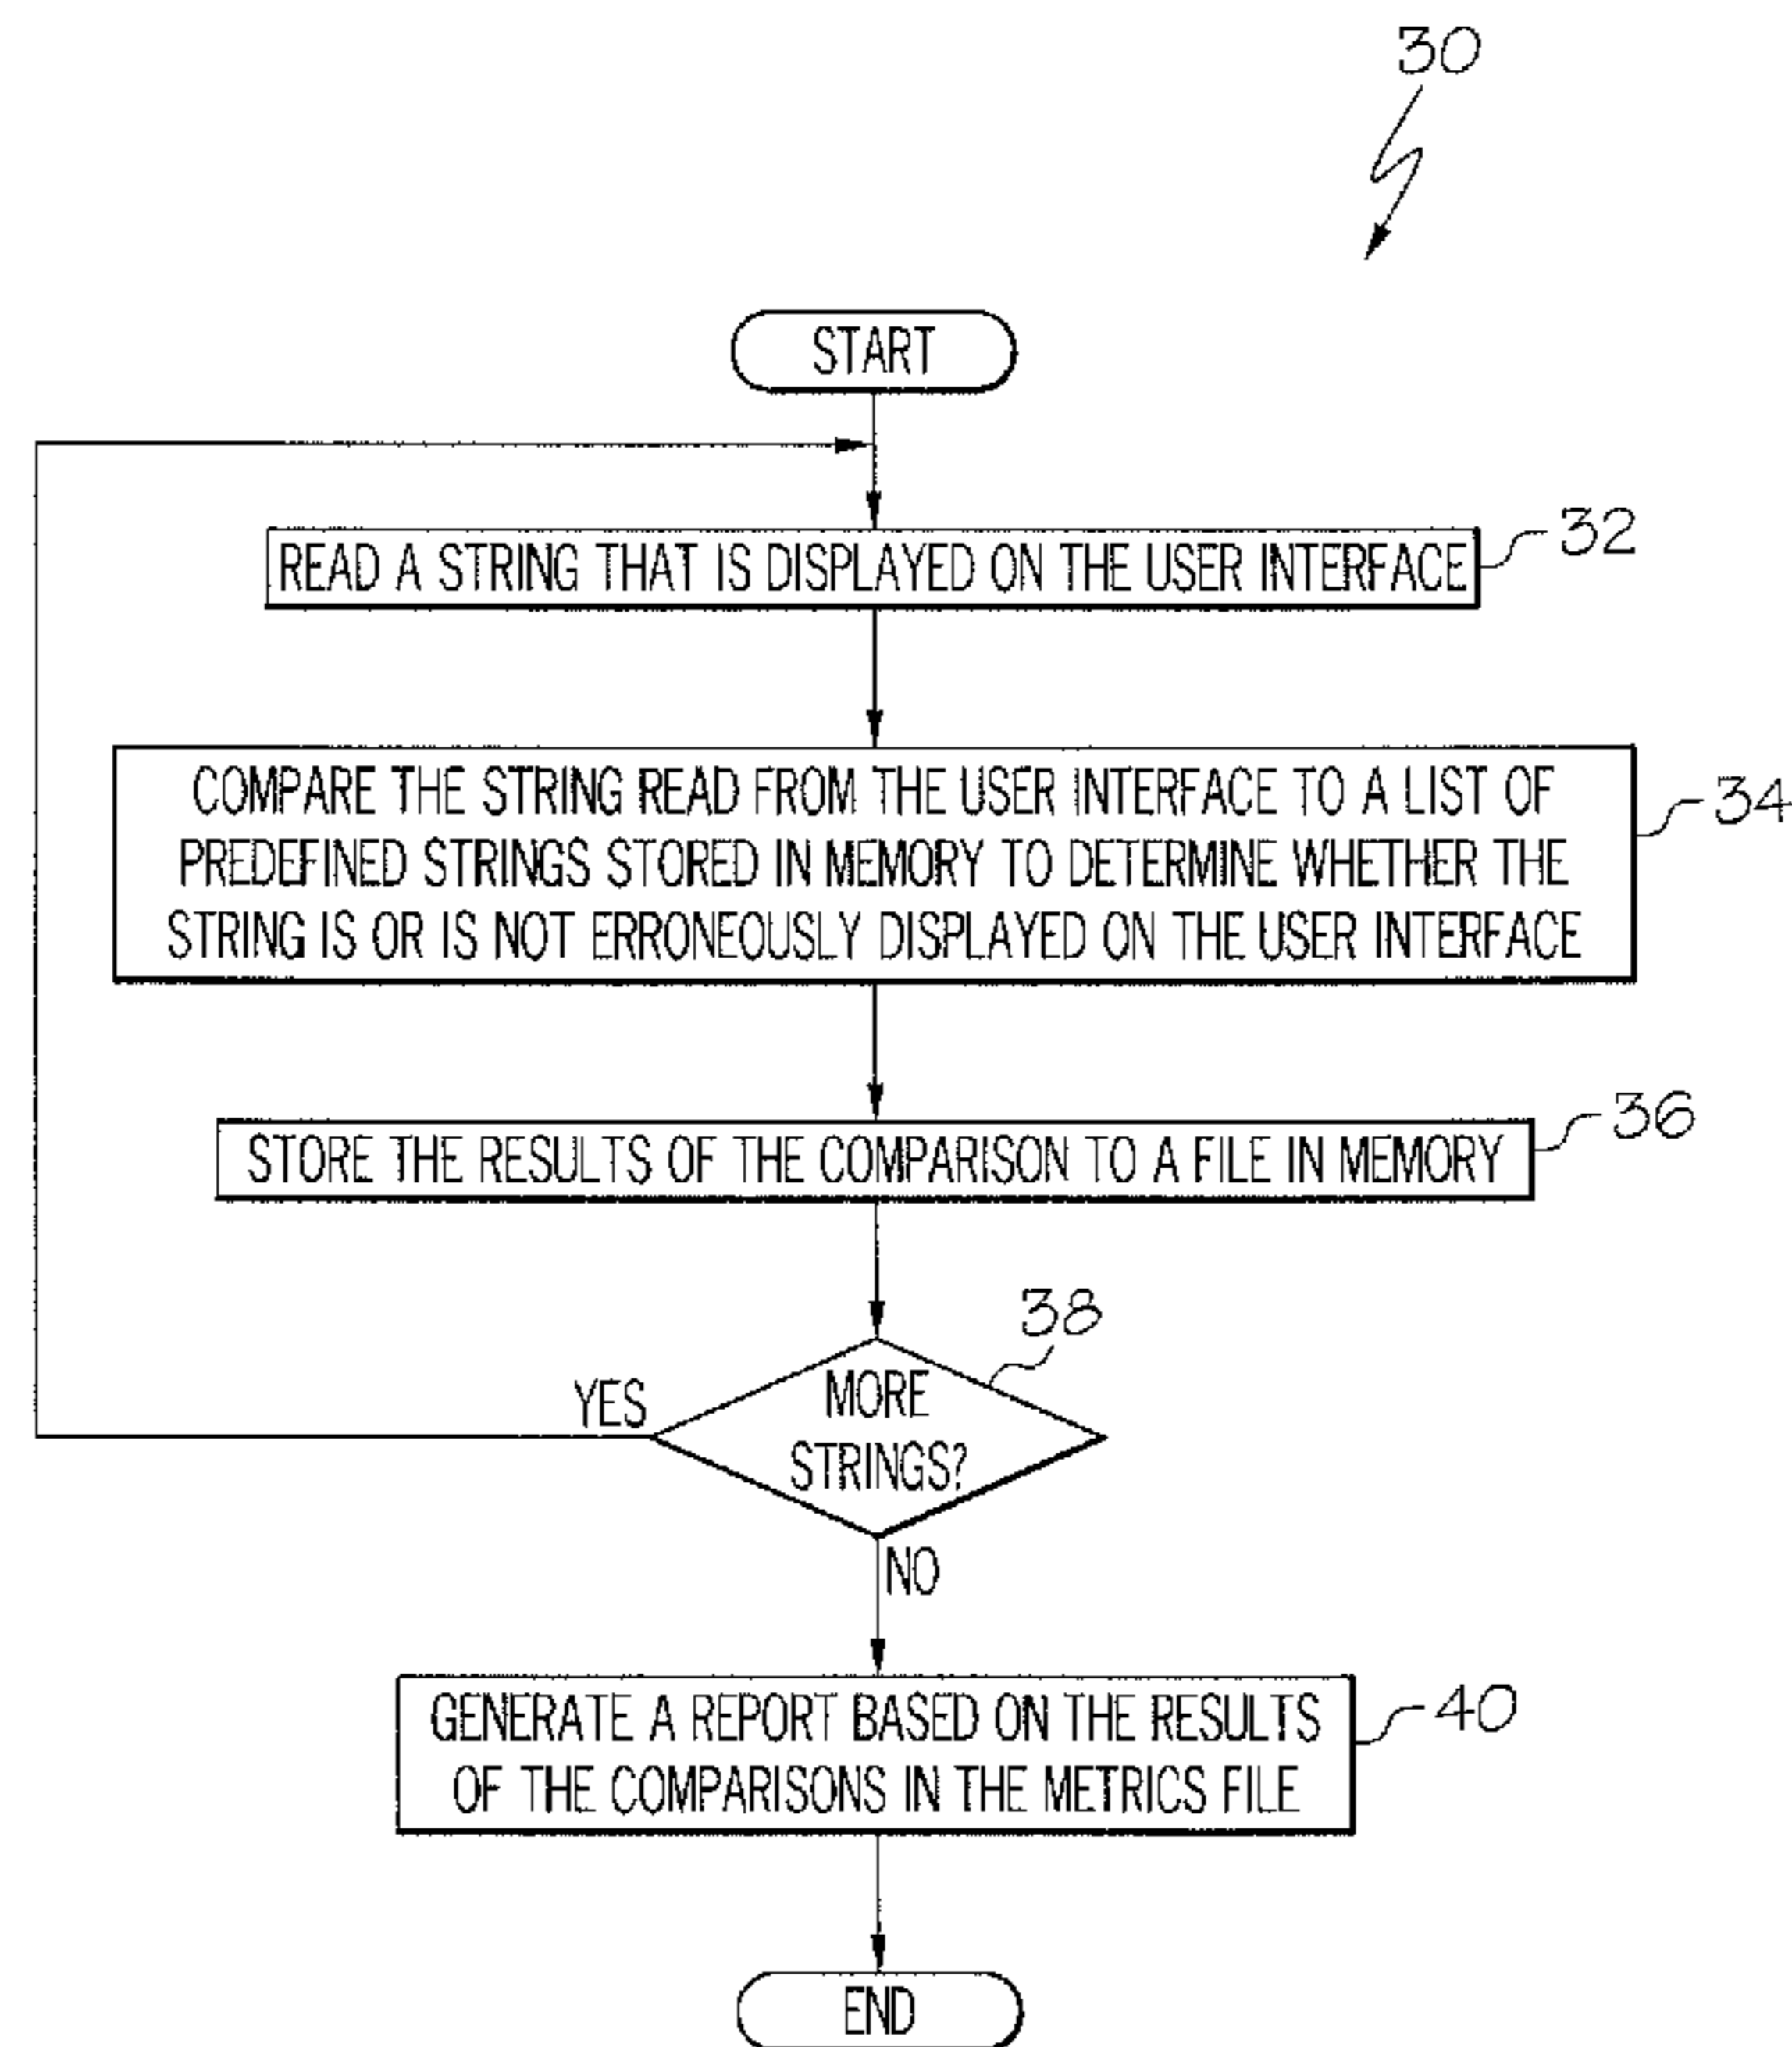 30
START
READ A STRING THAT IS DISPLAYED ON THE USER INTERFACE
32
COMPARE THE STRING READ FROM THE USER INTERFACE TO A LIST OF
PREDEFINED STRINGS STORED IN MEMORY TO DETERMINE WHETHER THE
STRING IS OR IS NOT ERRONEOUSLY DISPLAYED ON THE USER INTERFACE
34
STORE THE RESULTS OF THE COMPARISON TO A FILE IN MEMORY
36
38
YES
MORE
STRINGS?
NO
GENERATE A REPORT BASED ON THE RESULTS
OF THE COMPARISONS IN THE METRICS FILE
40
END